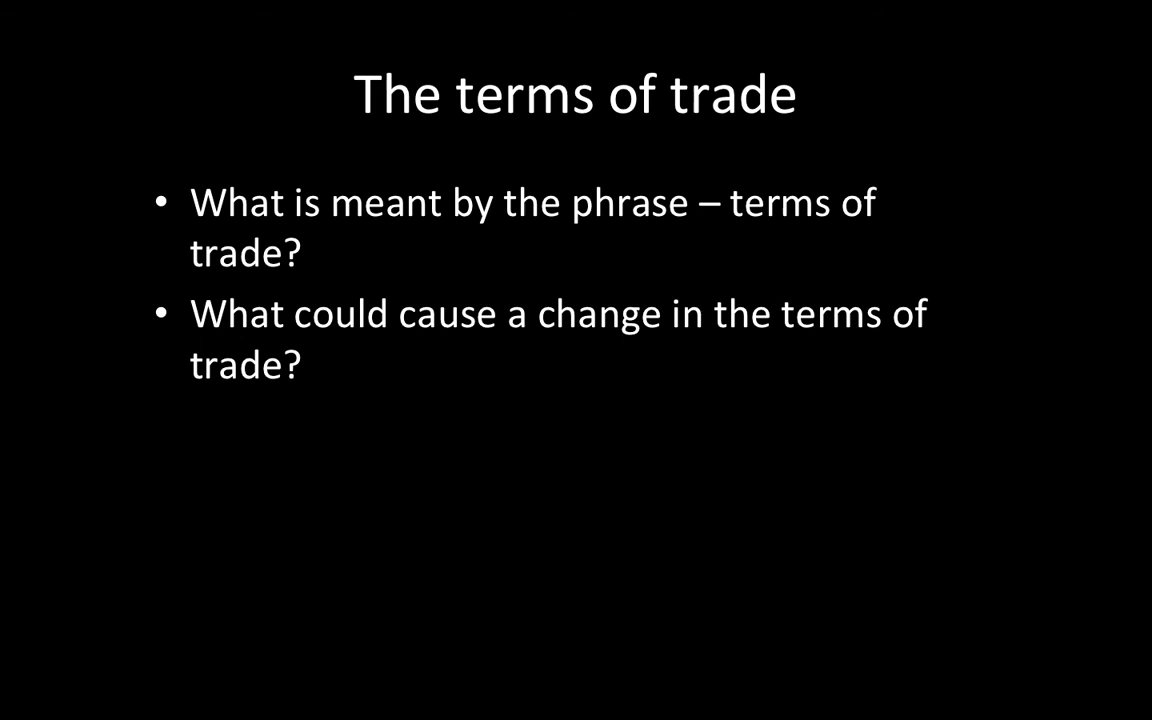 The terms of trade
• What is meant by the phrase – terms of
trade?
• What could cause a change in the terms of
trade?